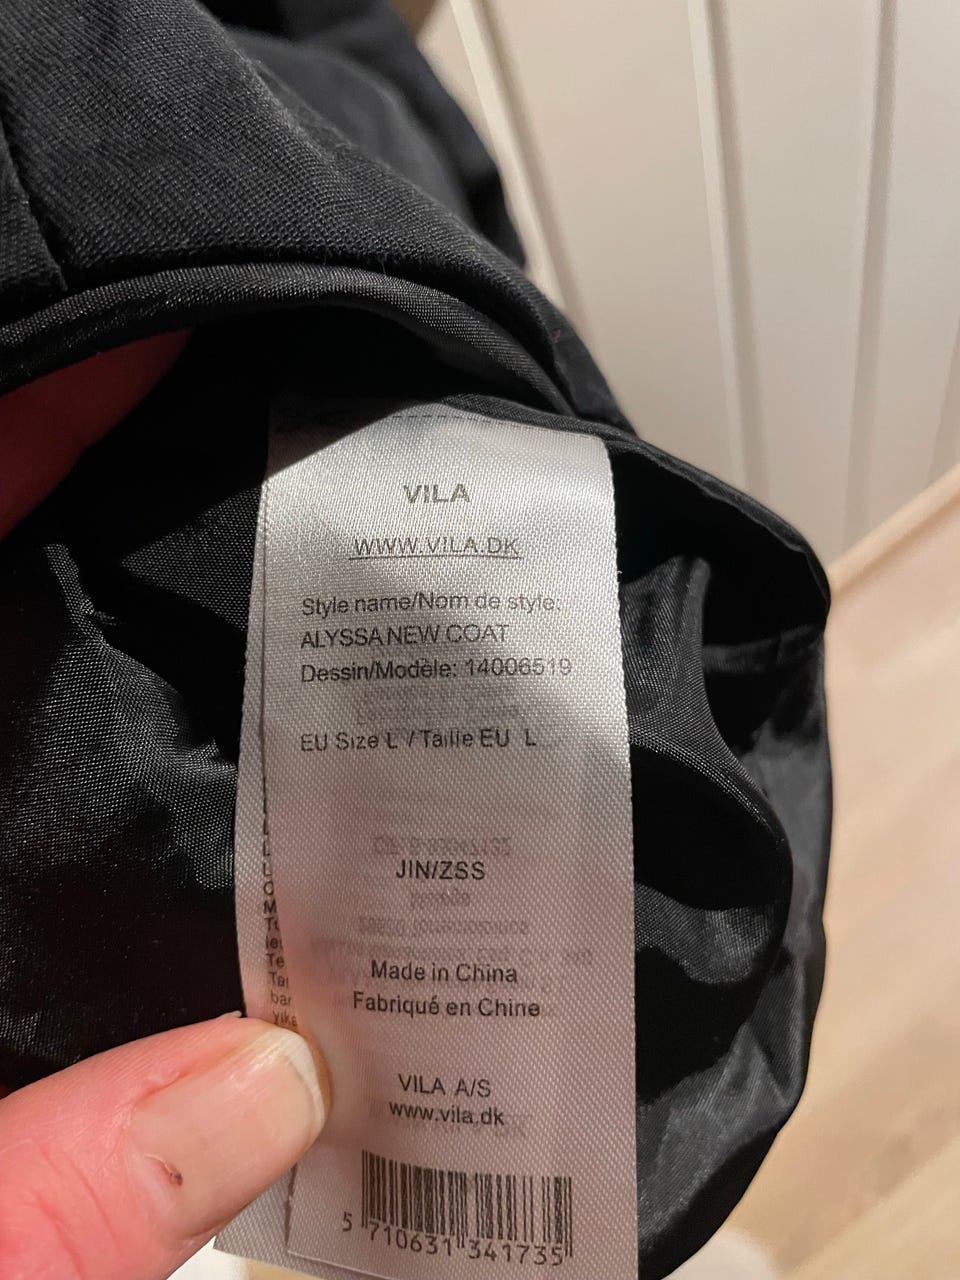 VILA
WWW.VILA.DK
Style name/Nom de style:
ALYSSA NEW COAT
Dessin/Modèle: 14006519
EU Size L / Taille EU L
JIN/ZSS
Made in China
Fabriqué en Chine
VILA A/S
www.vila.dk
5 710631 341735